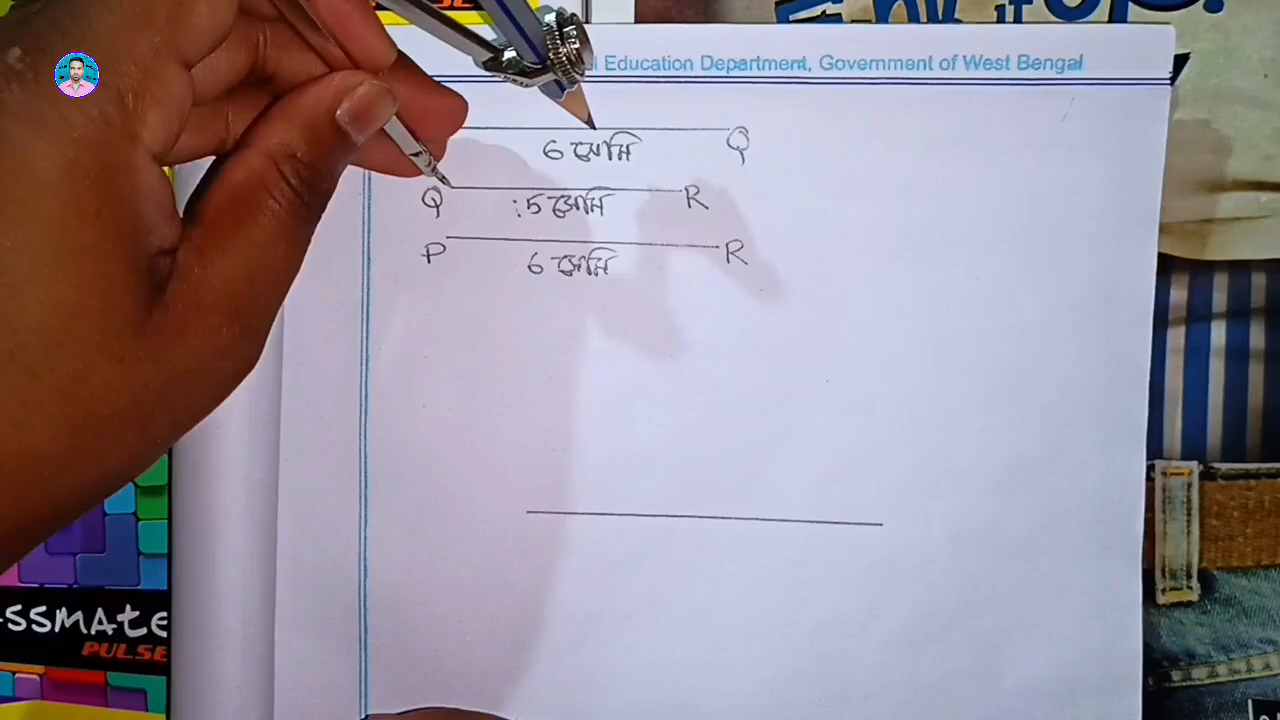 Education Department, Government of West Bengal
Q
6 সেমি
Q R
:5 সেমি
P R
6 সেমি
SSMATE
PULSE